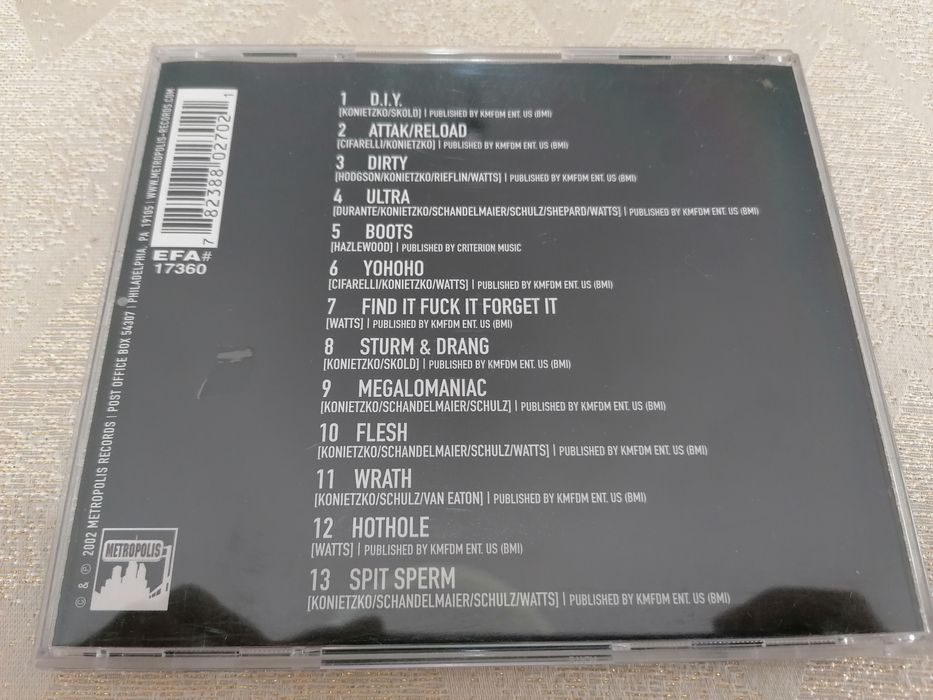 1 D.I.Y.
[KONIETZKO/SKOLD] | PUBLISHED BY KMFDM ENT. US (BMI)
2 ATTAK/RELOAD
[CIFARELLI/KONIETZKO] | PUBLISHED BY KMFDM ENT. US (BMI)
3 DIRTY
[HODGSON/KONIETZKO/RIEFLIN/WATTS] | PUBLISHED BY KMFDM ENT. US (BMI)
4 ULTRA
[DURANTE/KONIETZKO/SCHANDELMAIER/SCHULZ/SHEPARD/WATTS] | PUBLISHED BY KMFDM ENT. US (BMI)
5 BOOTS
[HAZLEWOOD] | PUBLISHED BY CRITERION MUSIC
6 YOHOHO
[CIFARELLI/KONIETZKO/WATTS] | PUBLISHED BY KMFDM ENT. US (BMI)
7 FIND IT FUCK IT FORGET IT
[WATTS] | PUBLISHED BY KMFDM ENT. US (BMI)
8 STURM & DRANG
[KONIETZKO/SKOLD] | PUBLISHED BY KMFDM ENT. US (BMI)
9 MEGALOMANIAC
[KONIETZKO/SCHANDELMAIER/SCHULZ] | PUBLISHED BY KMFDM ENT. US (BMI)
10 FLESH
[KONIETZKO/SCHANDELMAIER/SCHULZ/WATTS] | PUBLISHED BY KMFDM ENT. US (BMI)
11 WRATH
[KONIETZKO/SCHULZ/VAN EATON] | PUBLISHED BY KMFDM ENT. US (BMI)
12 HOTHOLE
[WATTS] | PUBLISHED BY KMFDM ENT. US (BMI)
13 SPIT SPERM
[KONIETZKO/SCHANDELMAIER/SCHULZ/WATTS] | PUBLISHED BY KMFDM ENT. US (BMI)
© & ℗ 2002 METROPOLIS RECORDS | POST OFFICE BOX 54307 | PHILADELPHIA, PA 19105 | WWW.METROPOLIS-RECORDS.COM
7 82388 02702 1
EFA#
17360
METROPOLIS